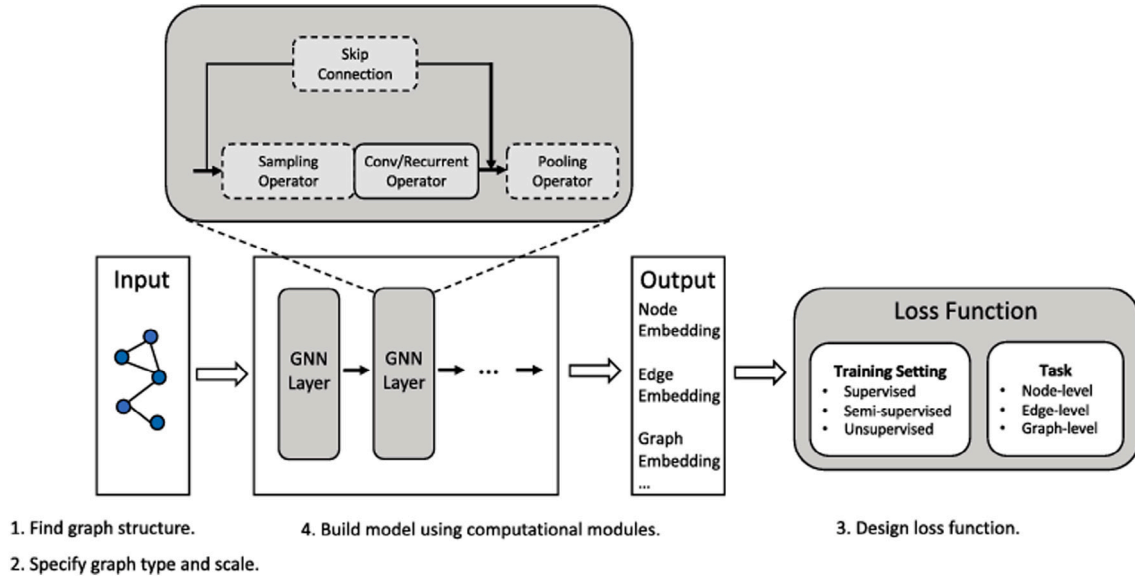 Skip
Connection
Sampling
Operator
Conv/Recurrent
Operator
Pooling
Operator
Input
GNN
Layer
GNN
Layer
...
Output
Node
Embedding
Edge
Embedding
Graph
Embedding
...
Loss Function
Training Setting
• Supervised
• Semi-supervised
• Unsupervised
Task
• Node-level
• Edge-level
• Graph-level
1. Find graph structure.
2. Specify graph type and scale.
4. Build model using computational modules.
3. Design loss function.